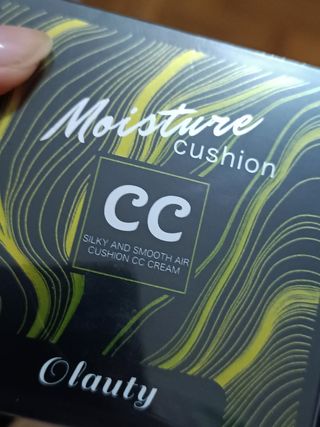 Moisture
Cushion
CC
SILKY AND SMOOTH AIR
CUSHION CC CREAM
Olauty